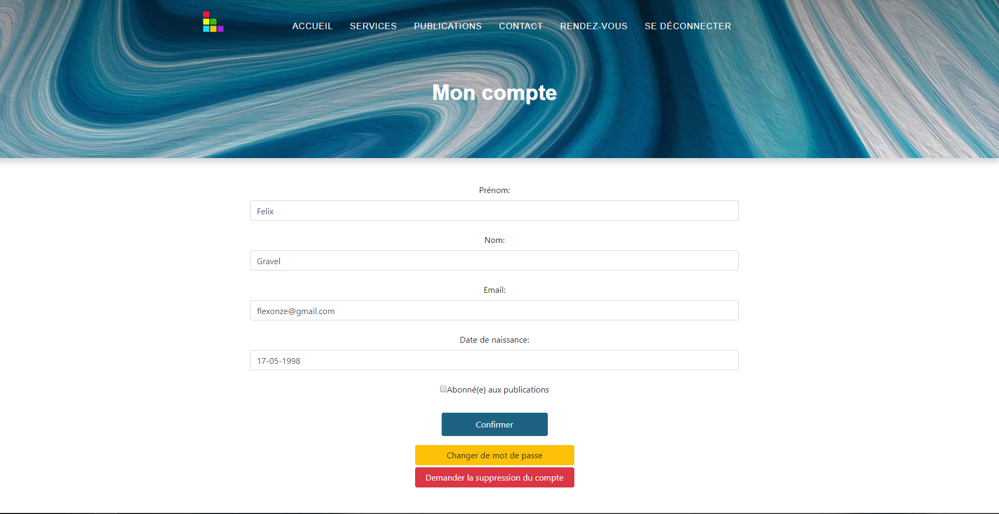 ACCUEIL SERVICES PUBLICATIONS CONTACT RENDEZ-VOUS SE DÉCONNECTER
Mon compte
Prénom:
Felix
Nom:
Gravel
Email:
flexonze@gmail.com
Date de naissance:
17-05-1998
Abonné(e) aux publications
Confirmer
Changer de mot de passe
Demander la suppression du compte